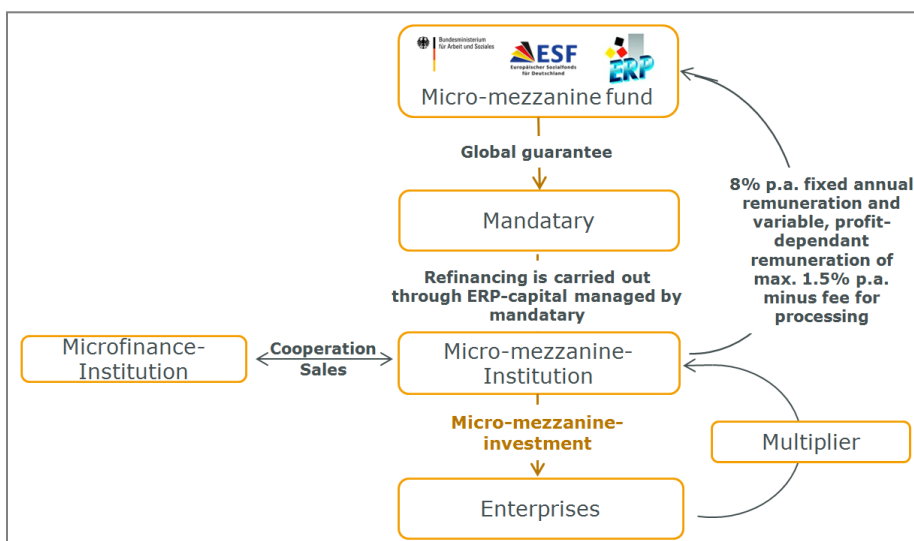 Bundesministerium
für Arbeit und Soziales
ESF
Europäischer Sozialfonds
für Deutschland
ERP
Micro-mezzanine fund
Global guarantee
Mandatary
Refinancing is carried out
through ERP-capital managed by
mandatary
8% p.a. fixed annual
remuneration and
variable, profit-
dependant
remuneration of
max. 1.5% p.a.
minus fee for
processing
Microfinance-
Institution
Cooperation
Sales
Micro-mezzanine-
Institution
Micro-mezzanine-
investment
Multiplier
Enterprises